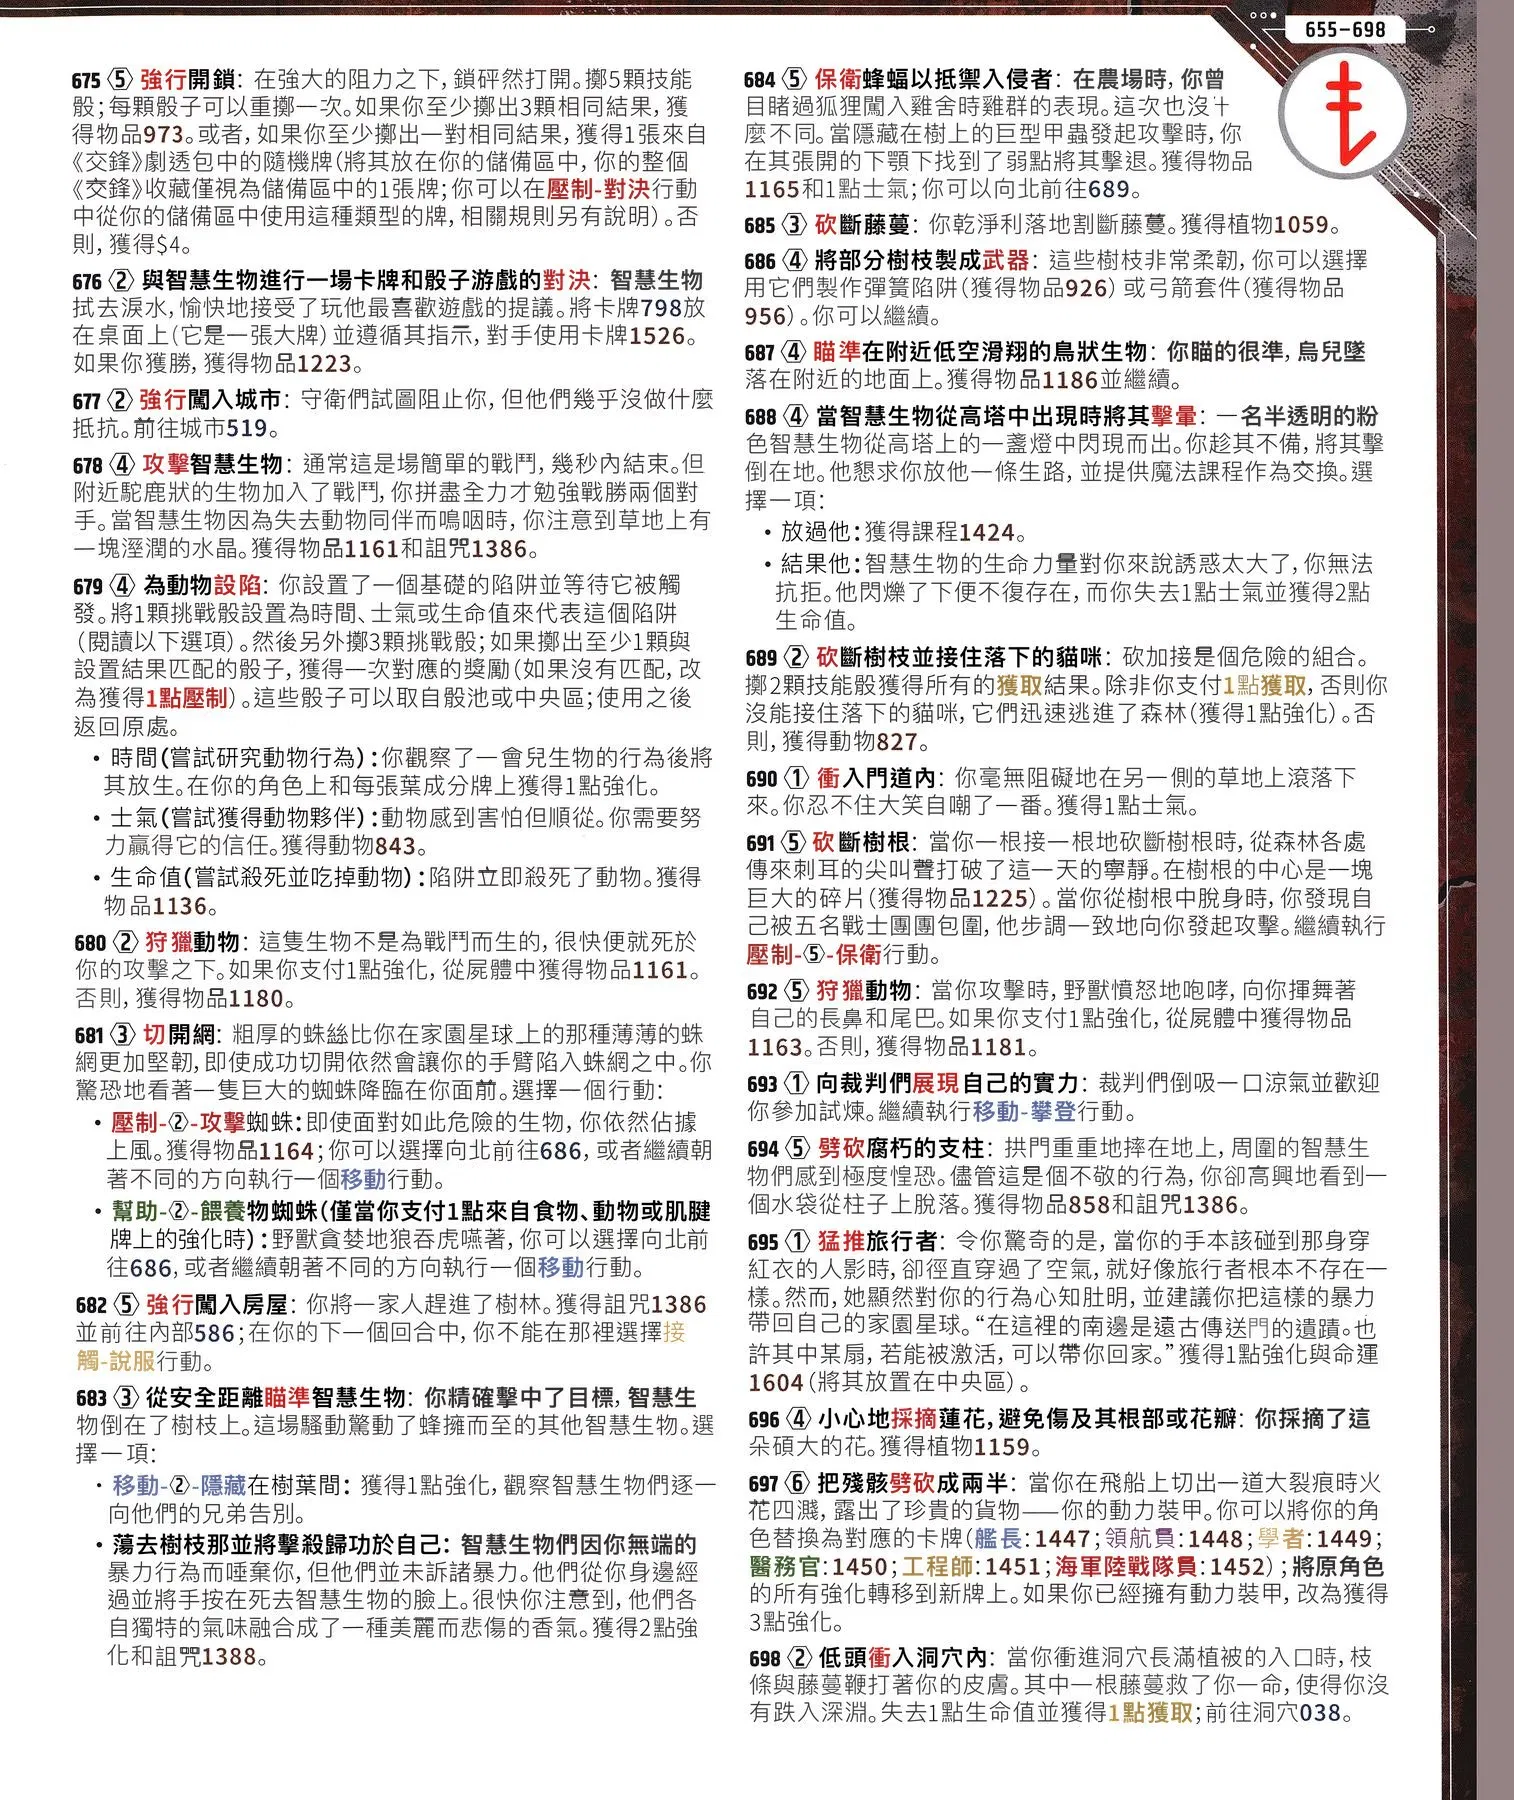 655-698
675 ⑤ 強行開鎖：在強大的阻力之下，鎖砰然打開。擲5顆技能
骰；每顆骰子可以重擲一次。如果你至少擲出3顆相同結果，獲
得物品973。或者，如果你至少擲出一對相同結果，獲得1張來自
《交鋒》劇透包中的隨機牌（將其放在你的儲備區中，你的整個
《交鋒》收藏僅視為儲備區中的1張牌；你可以在壓制-對決行動
中從你的儲備區中使用這種類型的牌，相關規則另有說明）。否
則，獲得$4。
676 ② 與智慧生物進行一場卡牌和骰子游戲的對決：智慧生物
拭去淚水，愉快地接受了玩他最喜歡遊戲的提議。將卡牌798放
在桌面上（它是一張大牌）並遵循其指示，對手使用卡牌1526。
如果你獲勝，獲得物品1223。
677 ② 強行闖入城市：守衛們試圖阻止你，但他們幾乎沒做什麼
抵抗。前往城市519。
678 ④ 攻擊智慧生物：通常這是場簡單的戰鬥，幾秒內結束。但
附近駝鹿狀的生物加入了戰鬥，你拼盡全力才勉強戰勝兩個對
手。當智慧生物因為失去動物同伴而嗚咽時，你注意到草地上有
一塊溼潤的水晶。獲得物品1161和詛咒1386。
679 ④ 為動物設陷：你設置了一個基礎的陷阱並等待它被觸
發。將1顆挑戰骰設置為時間、士氣或生命值來代表這個陷阱
（閱讀以下選項）。然後另外擲3顆挑戰骰；如果擲出至少1顆與
設置結果匹配的骰子，獲得一次對應的獎勵（如果沒有匹配，改
為獲得1點壓制）。這些骰子可以取自骰池或中央區；使用之後
返回原處。
• 時間（嘗試研究動物行為）：你觀察了一會兒生物的行為後將
其放生。在你的角色上和每張葉成分牌上獲得1點強化。
• 士氣（嘗試獲得動物夥伴）：動物感到害怕但順從。你需要努
力贏得它的信任。獲得動物843。
• 生命值（嘗試殺死並吃掉動物）：陷阱立即殺死了動物。獲得
物品1136。
680 ② 狩獵動物：這隻生物不是為戰鬥而生的，很快便就死於
你的攻擊之下。如果你支付1點強化，從屍體中獲得物品1161。
否則，獲得物品1180。
681 ③ 切開網：粗厚的蛛絲比你在家園星球上的那種薄薄的蛛
網更加堅韌，即使成功切開依然會讓你的手臂陷入蛛網之中。你
驚恐地看著一隻巨大的蜘蛛降臨在你面前。選擇一個行動：
• 壓制-②-攻擊蜘蛛：即使面對如此危險的生物，你依然佔據
上風。獲得物品1164；你可以選擇向北前往686，或者繼續朝
著不同的方向執行一個移動行動。
• 幫助-②-餵養物蜘蛛（僅當你支付1點來自食物、動物或肌腱
牌上的強化時）：野獸貪婪地狼吞虎嚥著，你可以選擇向北前
往686，或者繼續朝著不同的方向執行一個移動行動。
682 ⑤ 強行闖入房屋：你將一家人趕進了樹林。獲得詛咒1386
並前往內部586；在你的下一個回合中，你不能在那裡選擇接
觸-說服行動。
683 ③ 從安全距離瞄準智慧生物：你精確擊中了目標，智慧生
物倒在了樹枝上。這場騷動驚動了蜂擁而至的其他智慧生物。選
擇一項：
• 移動-②-隱藏在樹葉間：獲得1點強化，觀察智慧生物們逐一
向他們的兄弟告別。
• 蕩去樹枝那並將擊殺歸功於自己：智慧生物們因你無端的
暴力行為而唾棄你，但他們並未訴諸暴力。他們從你身邊經
過並將手按在死去智慧生物的臉上。很快你注意到，他們各
自獨特的氣味融合成了一種美麗而悲傷的香氣。獲得2點強
化和詛咒1388。
684 ⑤ 保衛蜂蝠以抵禦入侵者：在農場時，你曾
目睹過狐狸闖入雞舍時雞群的表現。這次也沒什
麼不同。當隱藏在樹上的巨型甲蟲發起攻擊時，你
在其張開的下顎下找到了弱點將其擊退。獲得物品
1165和1點士氣；你可以向北前往689。
685 ③ 砍斷藤蔓：你乾淨利落地割斷藤蔓。獲得植物1059。
686 ④ 將部分樹枝製成武器：這些樹枝非常柔韌，你可以選擇
用它們製作彈簧陷阱（獲得物品926）或弓箭套件（獲得物品
956）。你可以繼續。
687 ④ 瞄準在附近低空滑翔的鳥狀生物：你瞄的很準，鳥兒墜
落在附近的地面上。獲得物品1186並繼續。
688 ④ 當智慧生物從高塔中出現時將其擊暈：一名半透明的粉
色智慧生物從高塔上的一盞燈中閃現而出。你趁其不備，將其擊
倒在地。他懇求你放他一條生路，並提供魔法課程作為交換。選
擇一項：
• 放過他：獲得課程1424。
• 結果他：智慧生物的生命力量對你來說誘惑太大了，你無法
抗拒。他閃爍了下便不復存在，而你失去1點士氣並獲得2點
生命值。
689 ② 砍斷樹枝並接住落下的貓咪：砍加接是個危險的組合。
擲2顆技能骰獲得所有的獲取結果。除非你支付1點獲取，否則你
沒能接住落下的貓咪，它們迅速逃進了森林（獲得1點強化）。否
則，獲得動物827。
690 ① 衝入門道內：你毫無阻礙地在另一側的草地上滾落下
來。你忍不住大笑自嘲了一番。獲得1點士氣。
691 ⑤ 砍斷樹根：當你一根接一根地砍斷樹根時，從森林各處
傳來刺耳的尖叫聲打破了這一天的寧靜。在樹根的中心是一塊
巨大的碎片（獲得物品1225）。當你從樹根中脫身時，你發現自
己被五名戰士團團包圍，他步調一致地向你發起攻擊。繼續執行
壓制-⑤-保衛行動。
692 ⑤ 狩獵動物：當你攻擊時，野獸憤怒地咆哮，向你揮舞著
自己的長鼻和尾巴。如果你支付1點強化，從屍體中獲得物品
1163。否則，獲得物品1181。
693 ① 向裁判們展現自己的實力：裁判們倒吸一口涼氣並歡迎
你參加試煉。繼續執行移動-攀登行動。
694 ⑤ 劈砍腐朽的支柱：拱門重重地摔在地上，周圍的智慧生
物們感到極度惶恐。儘管這是個不敬的行為，你卻高興地看到一
個水袋從柱子上脫落。獲得物品858和詛咒1386。
695 ① 猛推旅行者：令你驚奇的是，當你的手本該碰到那身穿
紅衣的人影時，卻徑直穿過了空氣，就好像旅行者根本不存在一
樣。然而，她顯然對你的行為心知肚明，並建議你把這樣的暴力
帶回自己的家園星球。“在這裡的南邊是遠古傳送門的遺蹟。也
許其中某扇，若能被激活，可以帶你回家。”獲得1點強化與命運
1604（將其放置在中央區）。
696 ④ 小心地採摘蓮花，避免傷及其根部或花瓣：你採摘了這
朵碩大的花。獲得植物1159。
697 ⑥ 把殘骸劈砍成兩半：當你在飛船上切出一道大裂痕時火
花四濺，露出了珍貴的貨物——你的動力裝甲。你可以將你的角
色替換為對應的卡牌（艦長：1447；領航員：1448；學者：1449；
醫務官：1450；工程師：1451；海軍陸戰隊員：1452）；將原角色
的所有強化轉移到新牌上。如果你已經擁有動力裝甲，改為獲得
3點強化。
698 ② 低頭衝入洞穴內：當你衝進洞穴長滿植被的入口時，枝
條與藤蔓鞭打著你的皮膚。其中一根藤蔓救了你一命，使得你沒
有跌入深淵。失去1點生命值並獲得1點獲取；前往洞穴038。